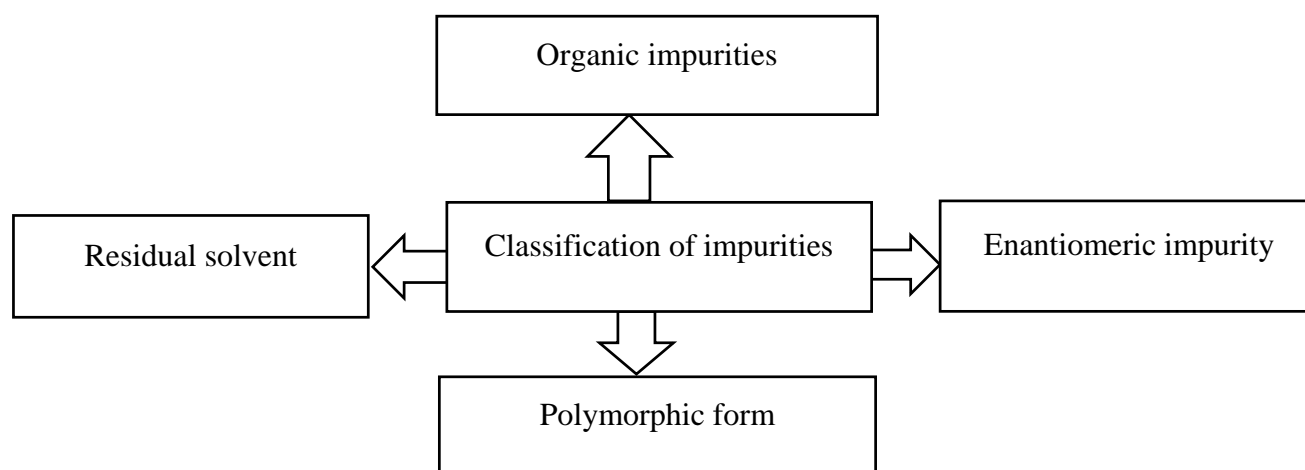 Organic impurities
Residual solvent
Classification of impurities
Enantiomeric impurity
Polymorphic form